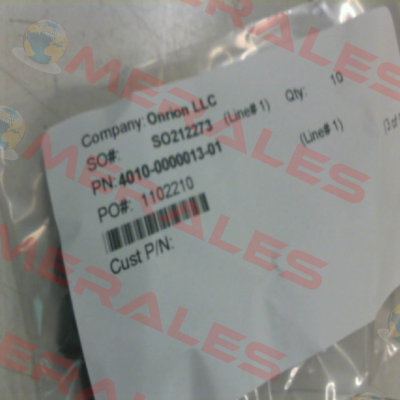 Company: Onrion LLC
SO#: SO212273 (Line# 1) Qty: 10
PN: 4010-0000013-01 (Line# 1)
PO#: 1102210
Cust P/N:
MERALES
MERALES
MERALES